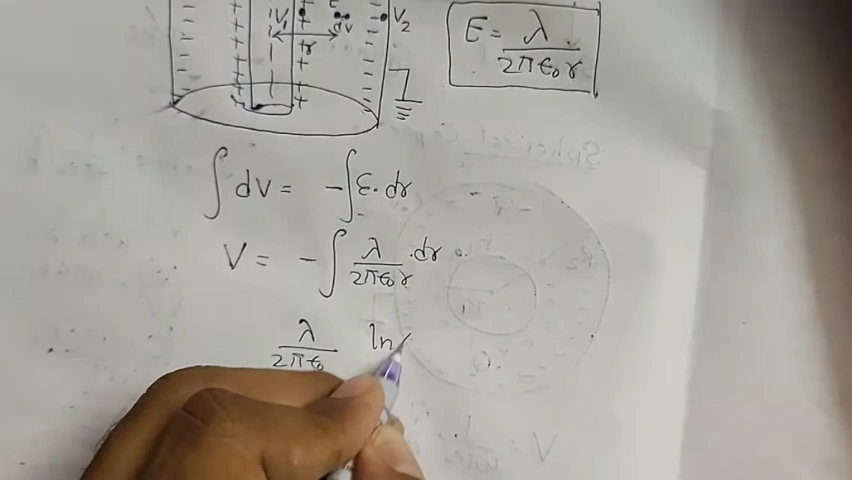 V₁ r E dV V₂
E = λ / 2πε₀r
∫dV = -∫E.dr
V = -∫ λ / 2πε₀r .dr
λ / 2πε₀ ln